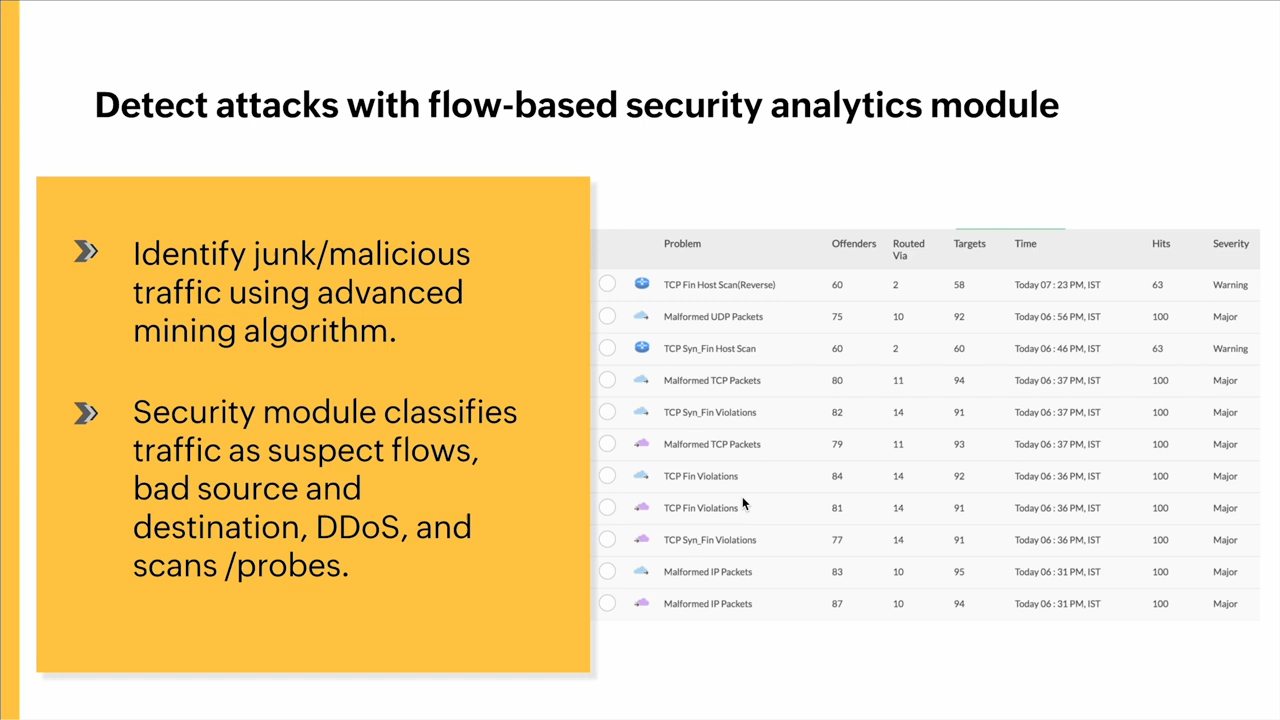 Detect attacks with flow-based security analytics module
Identify junk/malicious
traffic using advanced
mining algorithm.
Security module classifies
traffic as suspect flows,
bad source and
destination, DDoS, and
scans /probes.
Problem Offenders Routed Via Targets Time Hits Severity
TCP Fin Host Scan(Reverse) 60 2 58 Today 07 : 23 PM, IST 63 Warning
Malformed UDP Packets 75 10 92 Today 06 : 56 PM, IST 100 Major
TCP Syn_Fin Host Scan 60 2 60 Today 06 : 46 PM, IST 63 Warning
Malformed TCP Packets 80 11 94 Today 06 : 37 PM, IST 100 Major
TCP Syn_Fin Violations 82 14 91 Today 06 : 37 PM, IST 100 Major
Malformed TCP Packets 79 11 93 Today 06 : 37 PM, IST 100 Major
TCP Fin Violations 84 14 92 Today 06 : 36 PM, IST 100 Major
TCP Fin Violations 81 14 91 Today 06 : 36 PM, IST 100 Major
TCP Syn_Fin Violations 77 14 91 Today 06 : 36 PM, IST 100 Major
Malformed IP Packets 83 10 95 Today 06 : 31 PM, IST 100 Major
Malformed IP Packets 87 10 94 Today 06 : 31 PM, IST 100 Major